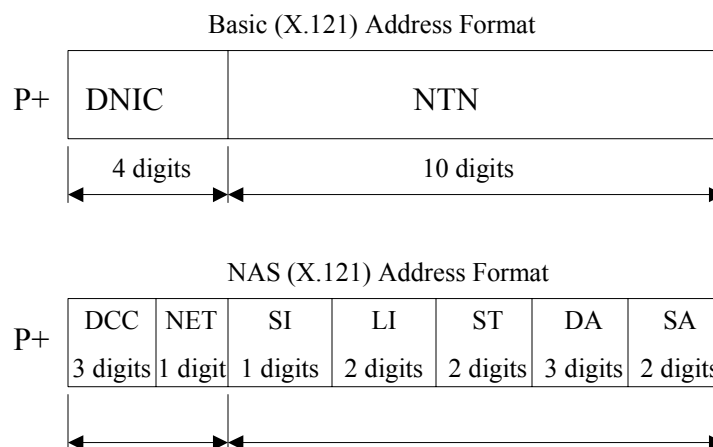 Basic (X.121) Address Format
P+ DNIC NTN
4 digits 10 digits
NAS (X.121) Address Format
DCC NET SI LI ST DA SA
P+
3 digits 1 digit 1 digits 2 digits 2 digits 3 digits 2 digits